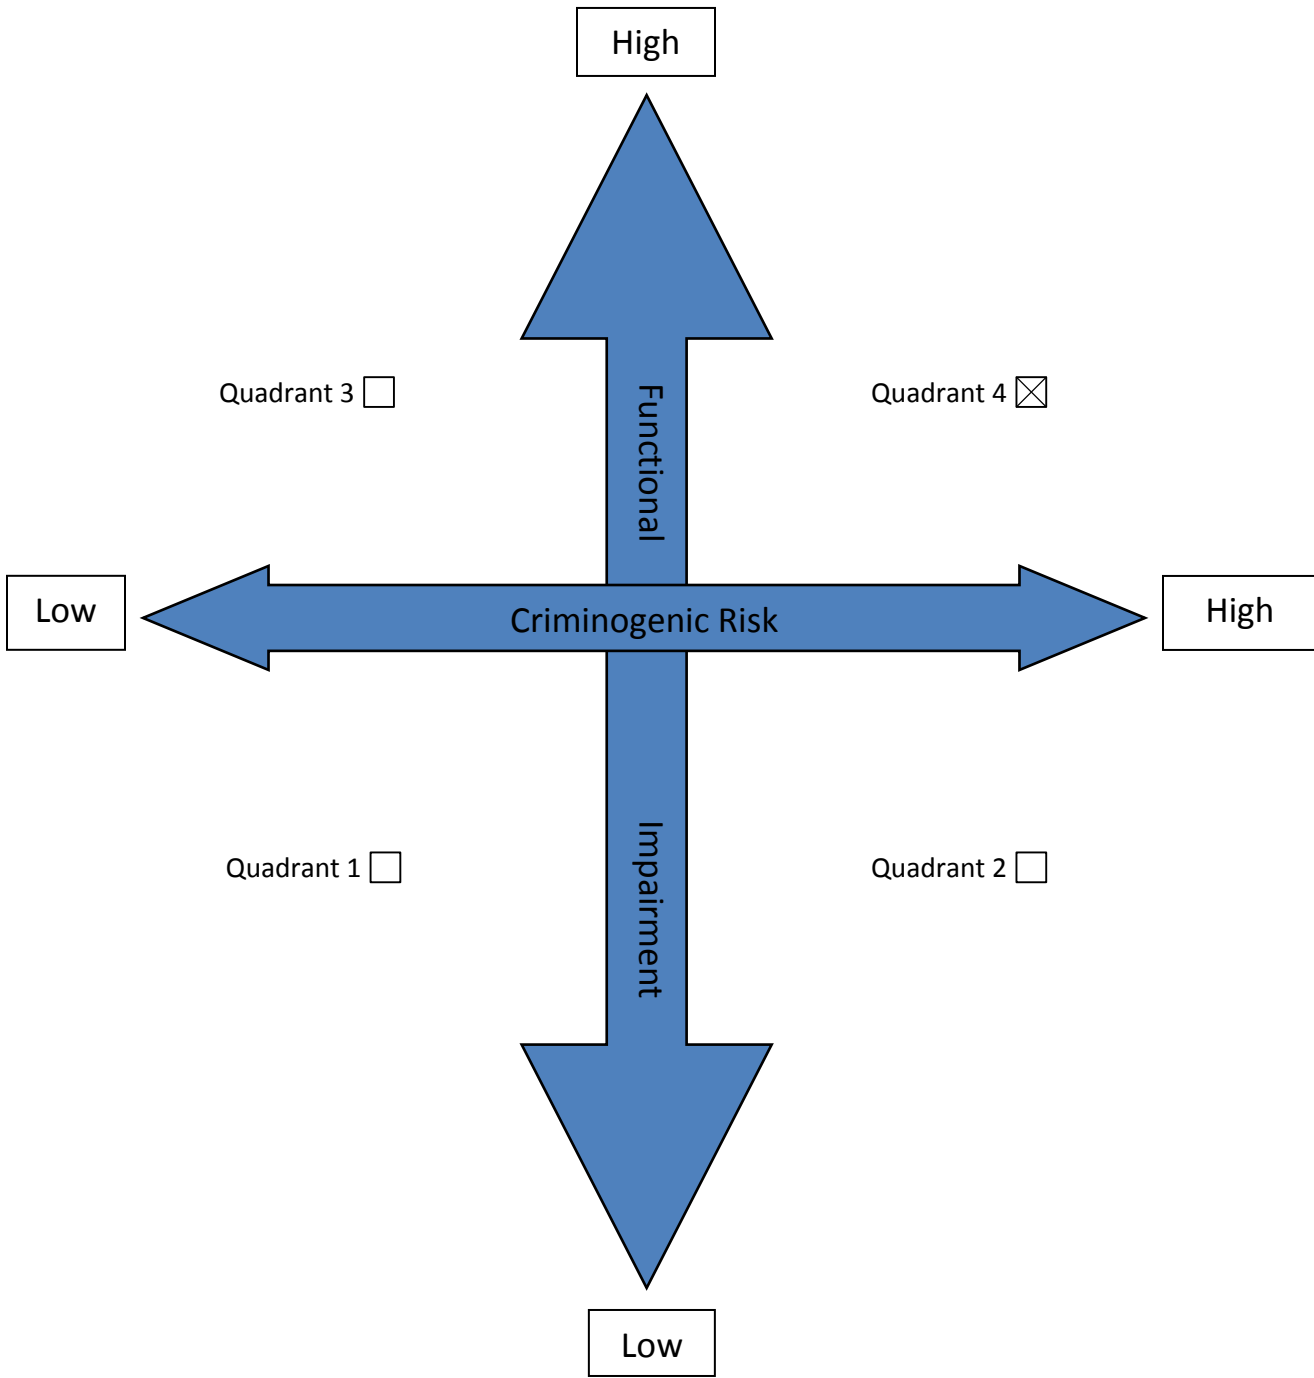 High
Quadrant 3 ☐
Functional
Quadrant 4 ☒
Low
Criminogenic Risk
High
Quadrant 1 ☐
Impairment
Quadrant 2 ☐
Low